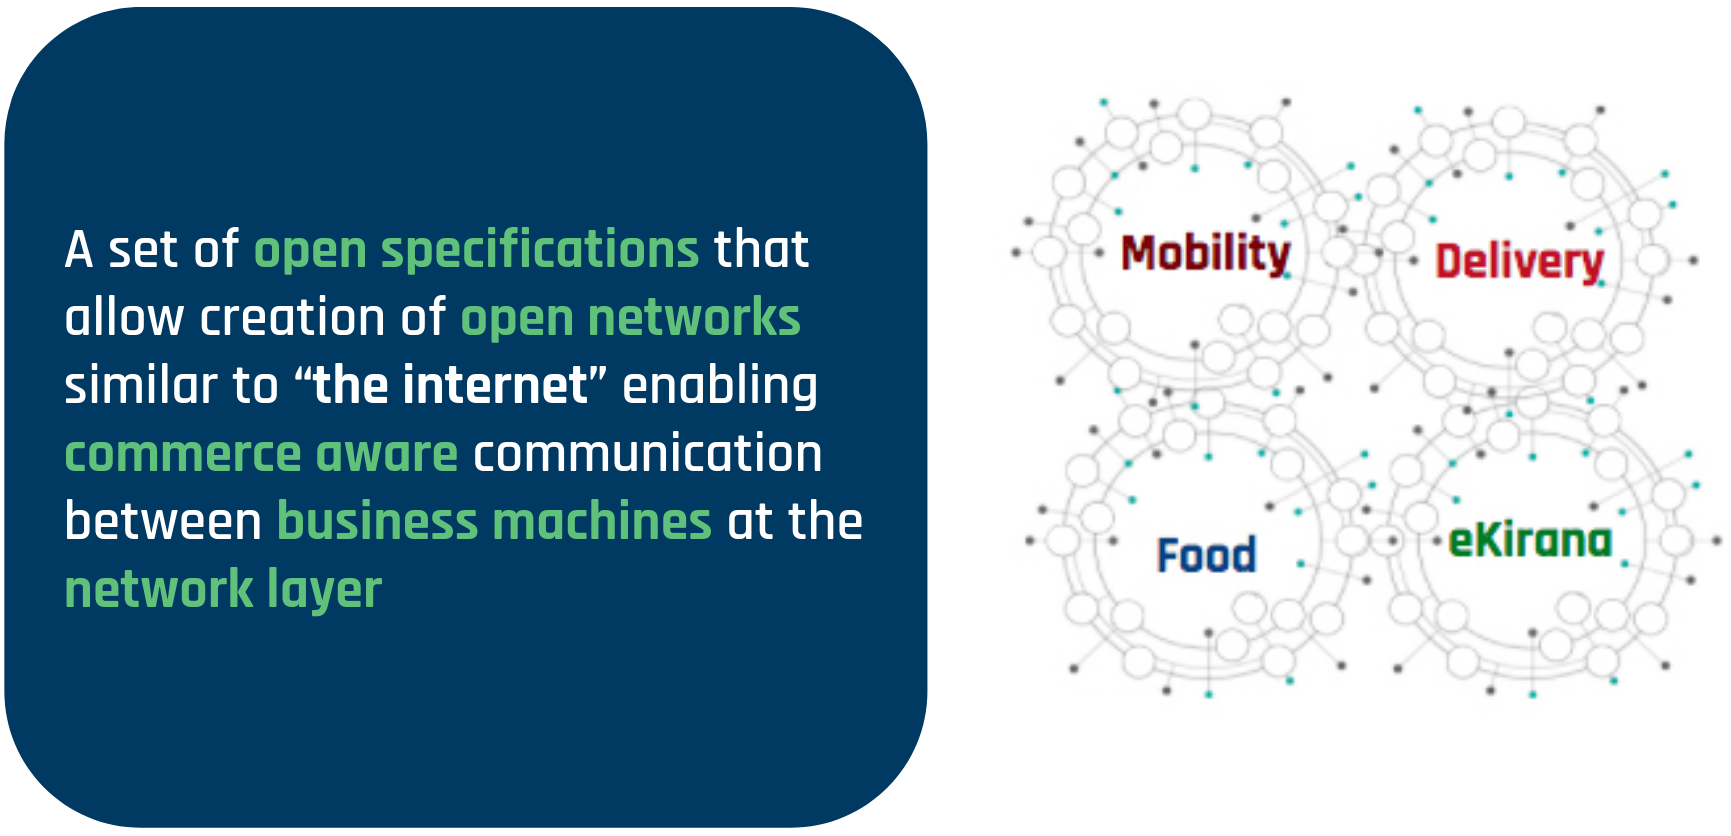 A set of open specifications that
allow creation of open networks
similar to “the internet” enabling
commerce aware communication
between business machines at the
network layer
Mobility
Delivery
Food
eKirana